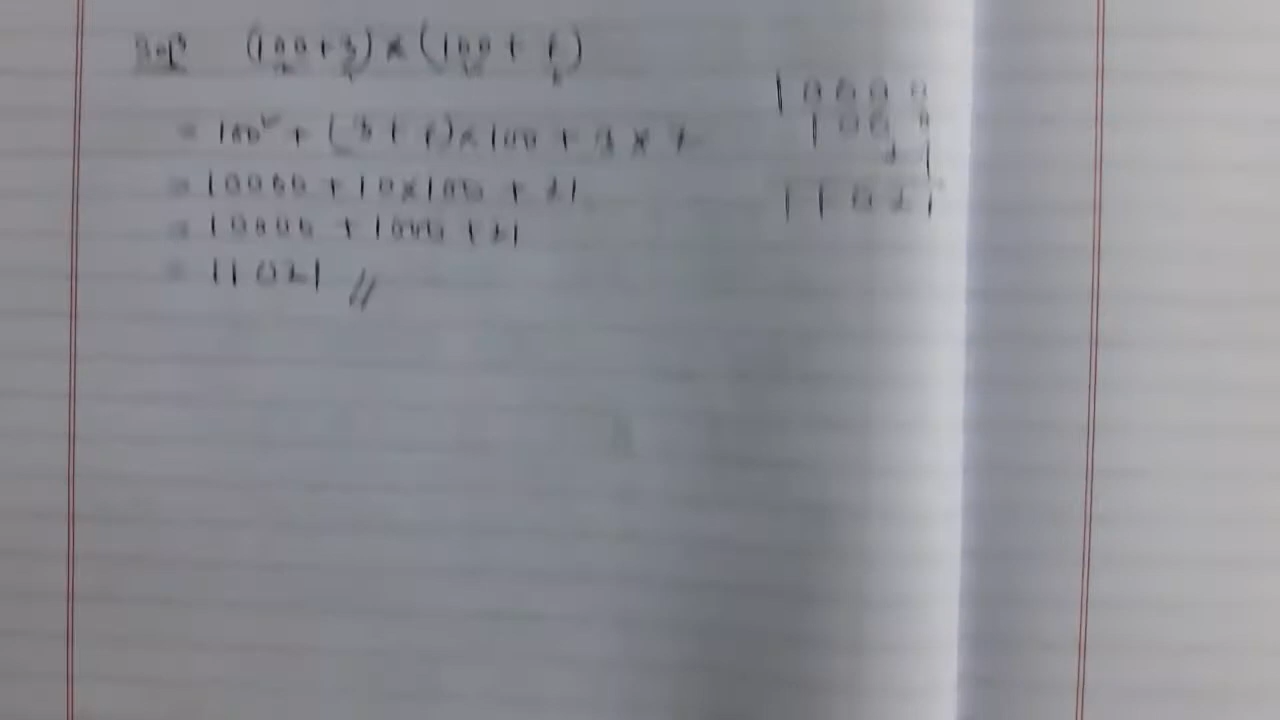 Solⁿ (100+3) × (100 + 7)
= 100² + (3+7)×100 + 3 × 7
= 10000 + 10×100 + 21
= 10000 + 1000 + 21
= 11021 //
10000
1000
21
11021